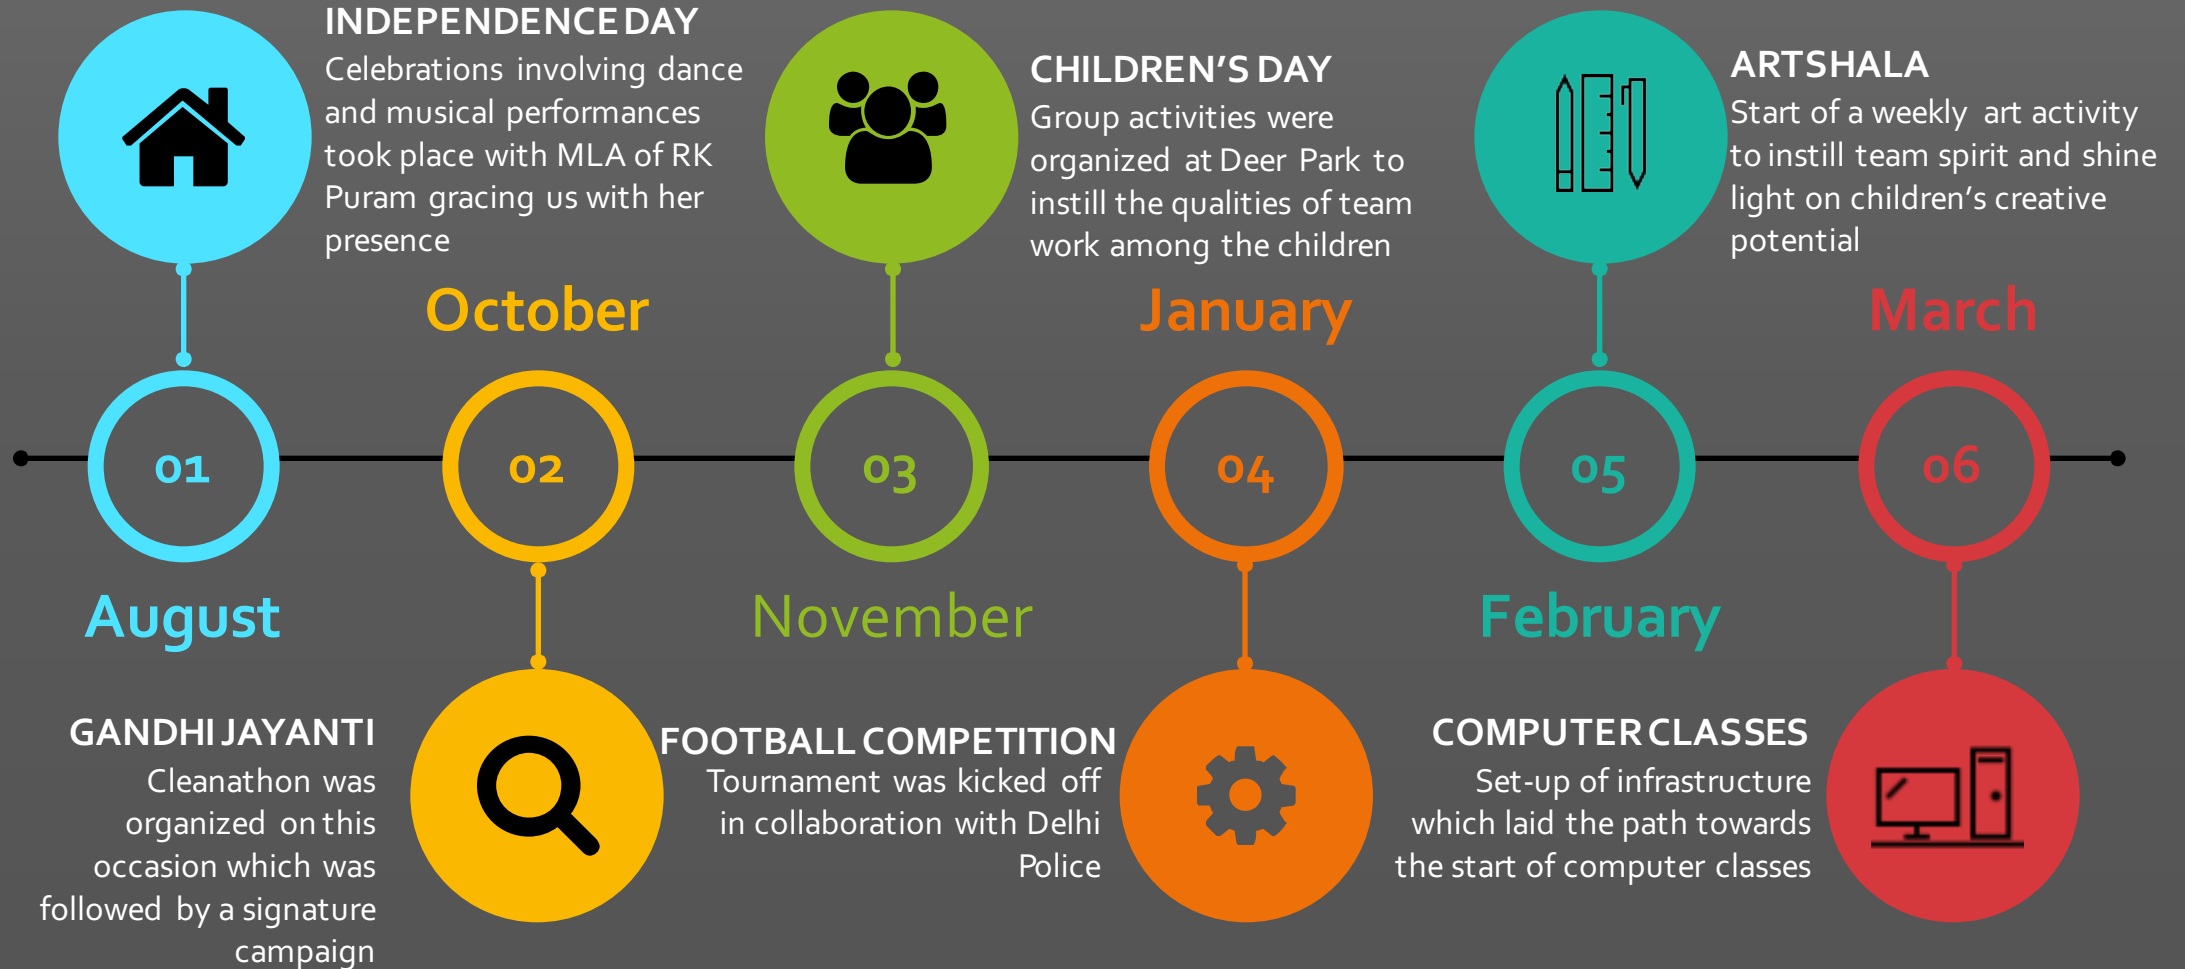 INDEPENDENCE DAY
Celebrations involving dance
and musical performances
took place with MLA of RK
Puram gracing us with her
presence
CHILDREN’S DAY
Group activities were
organized at Deer Park to
instill the qualities of team
work among the children
ARTSHALA
Start of a weekly art activity
to instill team spirit and shine
light on children’s creative
potential
October
January
March
01
02
03
04
05
06
August
November
February
GANDHI JAYANTI
Cleanathon was
organized on this
occasion which was
followed by a signature
campaign
FOOTBALL COMPETITION
Tournament was kicked off
in collaboration with Delhi
Police
COMPUTER CLASSES
Set-up of infrastructure
which laid the path towards
the start of computer classes